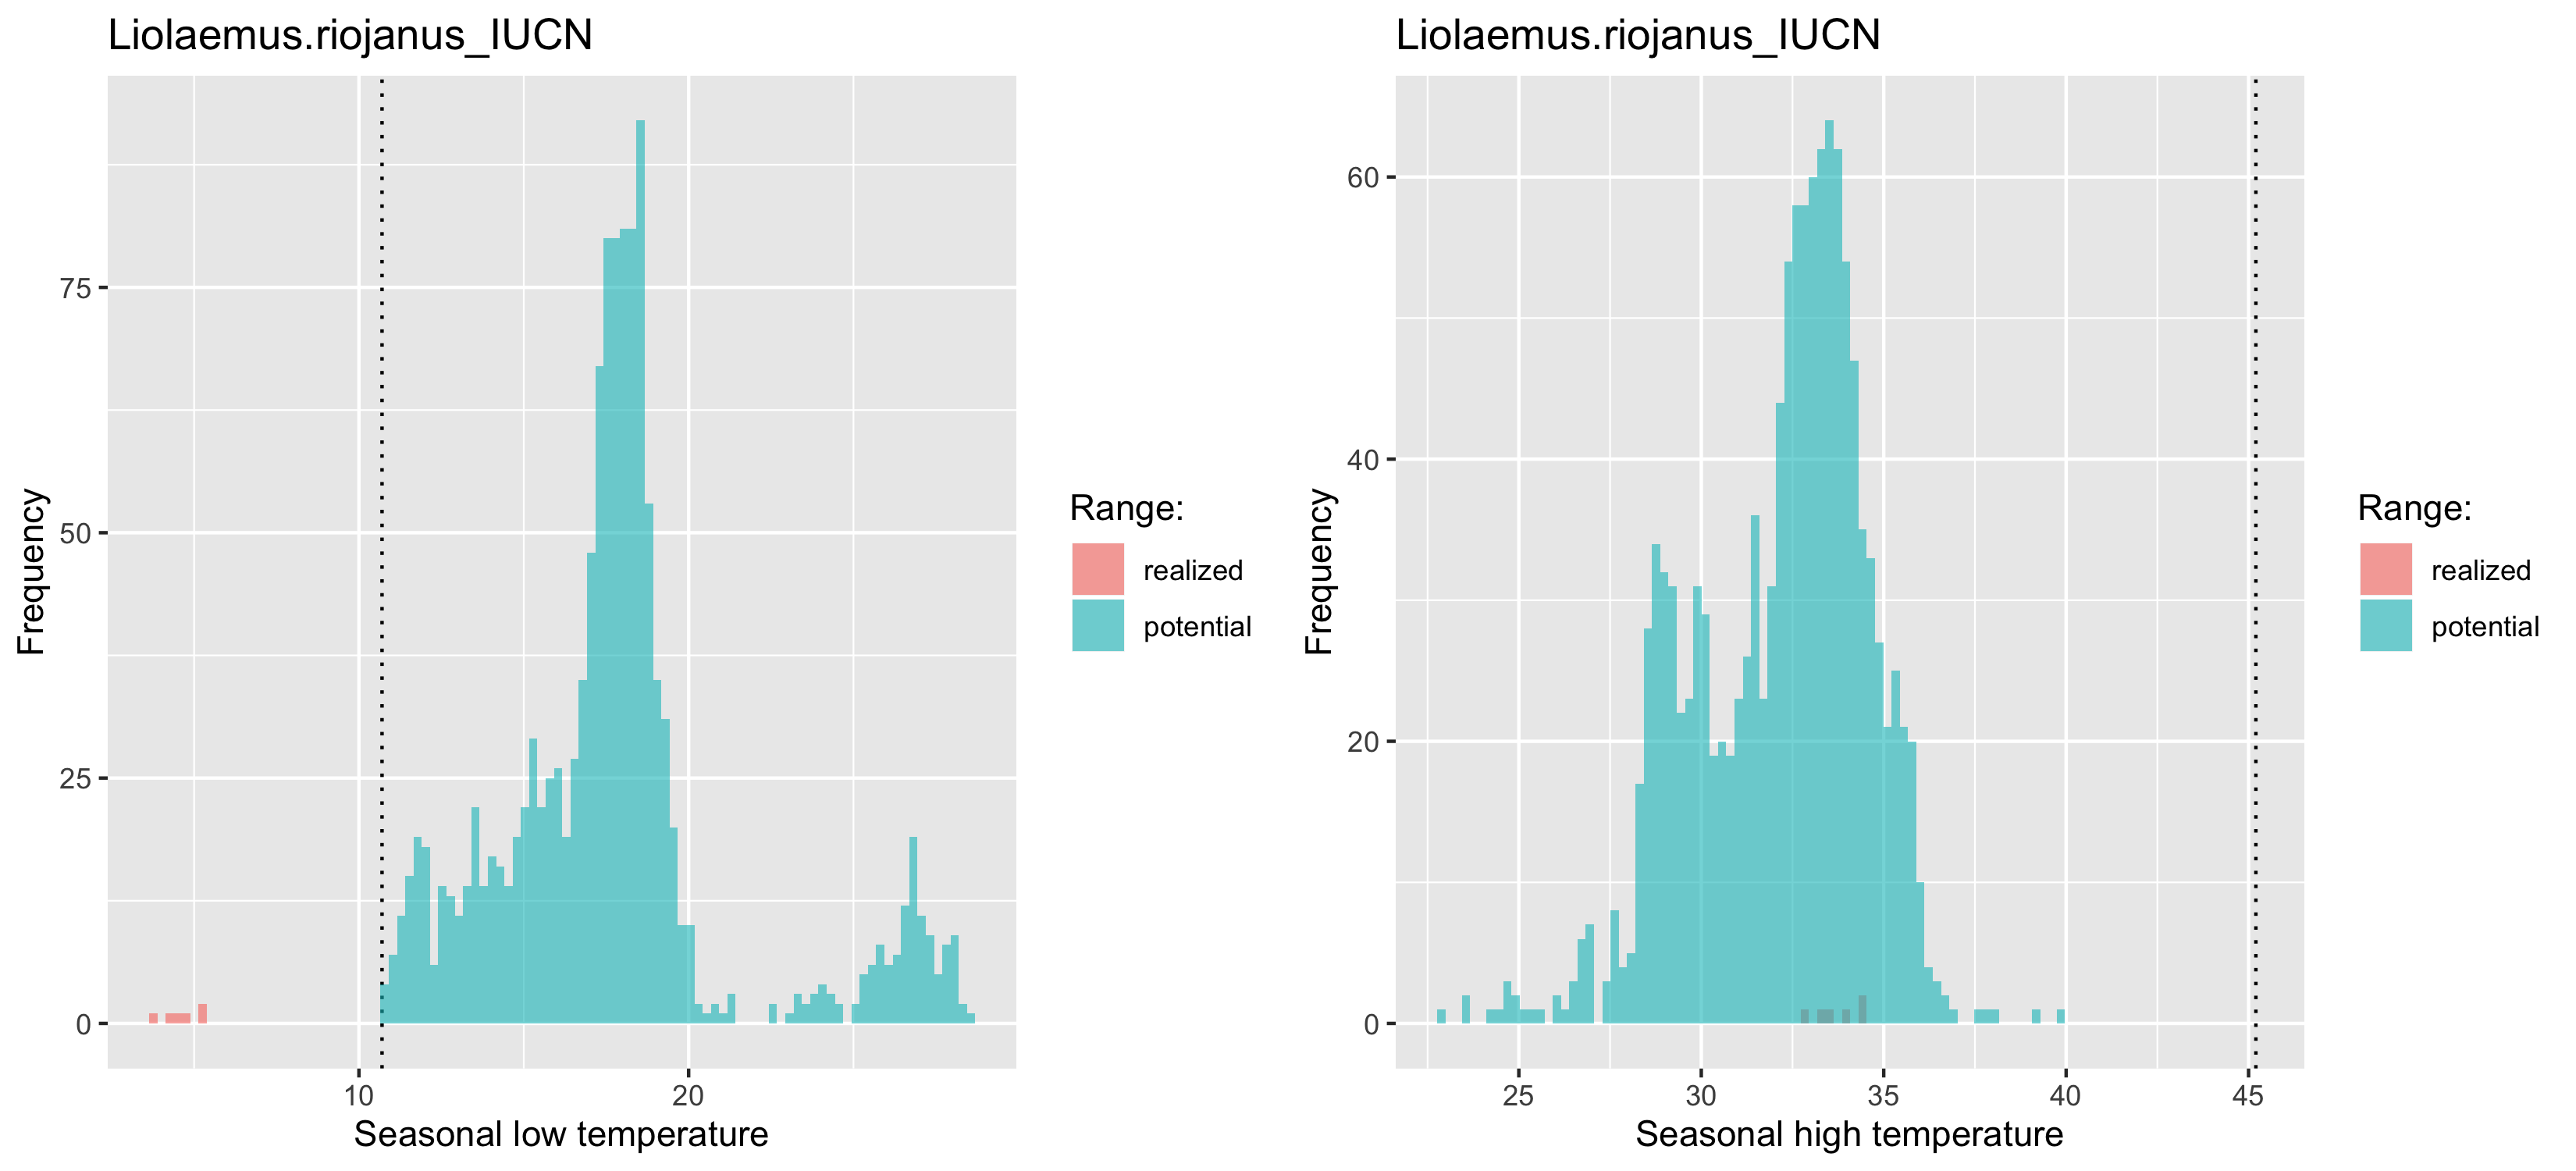 Liolaemus.riojanus_IUCN
75
50
25
0
Frequency
10
20
Seasonal low temperature
Range:
realized
potential
Liolaemus.riojanus_IUCN
60
40
20
0
Frequency
25
30
35
40
45
Seasonal high temperature
Range:
realized
potential